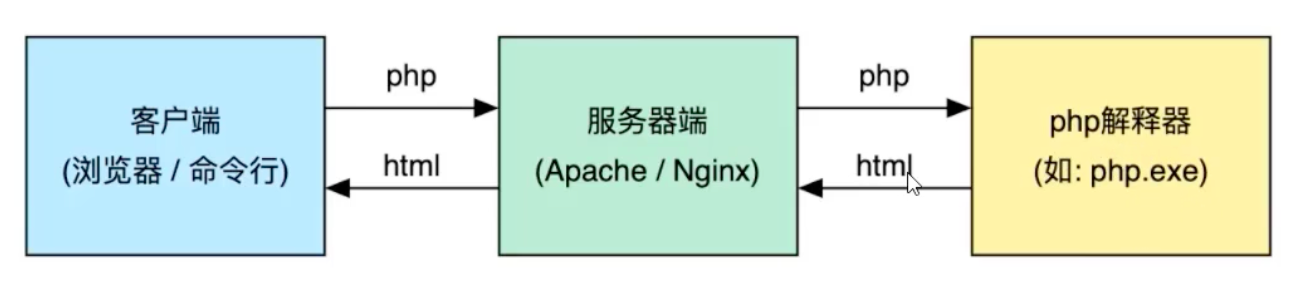 php
php
客户端
(浏览器 / 命令行)
服务器端
(Apache / Nginx)
php解释器
(如: php.exe)
html
html